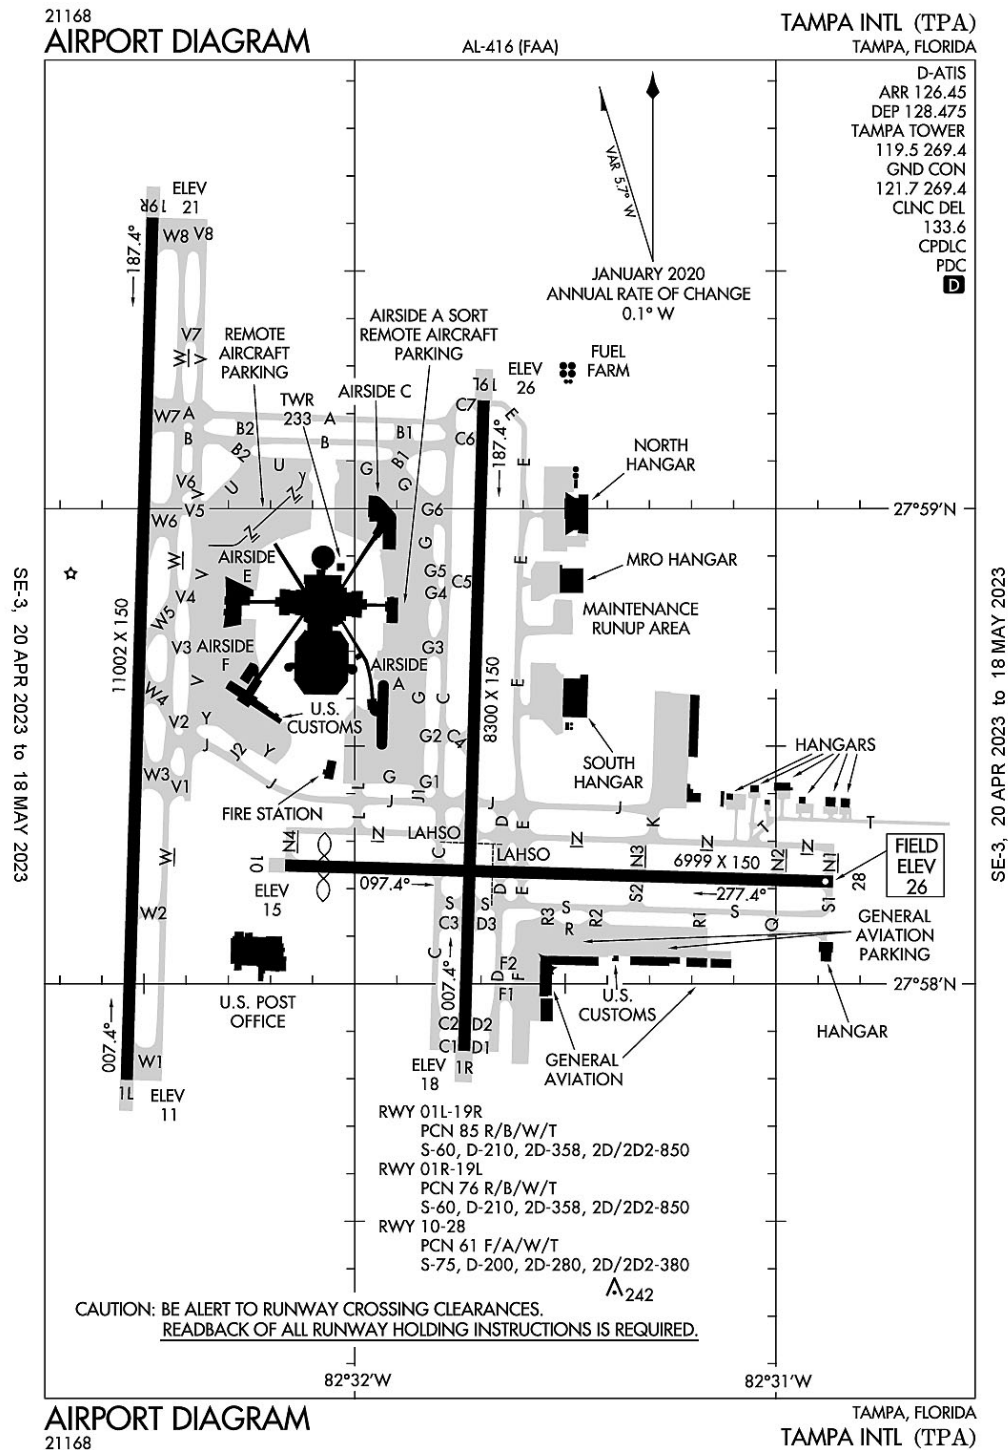 21168
AIRPORT DIAGRAM
AL-416 (FAA)
TAMPA INTL (TPA)
TAMPA, FLORIDA
D-ATIS
ARR 126.45
DEP 128.475
TAMPA TOWER
119.5 269.4
GND CON
121.7 269.4
CLNC DEL
133.6
CPDLC
PDC
D
VAR 5.7° W
JANUARY 2020
ANNUAL RATE OF CHANGE
0.1° W
19R
ELEV
21
W8 V8
187.4°
V7
W
V
REMOTE
AIRCRAFT
PARKING
AIRSIDE A SORT
REMOTE AIRCRAFT
PARKING
AIRSIDE C
TWR
233
19L
ELEV
26
FUEL
FARM
C7
E
W7 A
B
B2
A
B
B1
C6
B2
B1
187.4°
E
NORTH
HANGAR
U
Y
G
U
Z
G
V6
V
V5
W6
Z
G6
27°59'N
AIRSIDE
E
W
V
G
E
G5
C5
G4
MRO HANGAR
V4
W5
MAINTENANCE
RUNUP AREA
11002 X 150
V3
AIRSIDE
F
AIRSIDE
A
G3
V
W4
G
C
E
8300 X 150
U.S.
CUSTOMS
V2
Y
J
J2
Y
G2
C4
SOUTH
HANGAR
HANGARS
W3
V1
J
FIRE STATION
L
G
G1
J
J1
J
J
K
T
T
L
D
E
N4
N
LAHSO
N
N3
N
N2
N
N1
C
LAHSO
6999 X 150
10
ELEV
15
097.4°
D
E
S2
277.4°
S1
28
FIELD
ELEV
26
W
W2
S
S
C3
D3
R3
S
R
R2
R1
S
Q
GENERAL
AVIATION
PARKING
C
007.4°
D
F2
F
F1
U.S.
CUSTOMS
27°58'N
U.S. POST
OFFICE
HANGAR
007.4°
C2
D2
W1
C1
D1
1L
ELEV
11
ELEV
18
1R
GENERAL
AVIATION
RWY 01L-19R
PCN 85 R/B/W/T
S-60, D-210, 2D-358, 2D/2D2-850
RWY 01R-19L
PCN 76 R/B/W/T
S-60, D-210, 2D-358, 2D/2D2-850
RWY 10-28
PCN 61 F/A/W/T
S-75, D-200, 2D-280, 2D/2D2-380
242
CAUTION: BE ALERT TO RUNWAY CROSSING CLEARANCES.
READBACK OF ALL RUNWAY HOLDING INSTRUCTIONS IS REQUIRED.
82°32'W
82°31'W
SE-3, 20 APR 2023 to 18 MAY 2023
SE-3, 20 APR 2023 to 18 MAY 2023
AIRPORT DIAGRAM
21168
TAMPA, FLORIDA
TAMPA INTL (TPA)